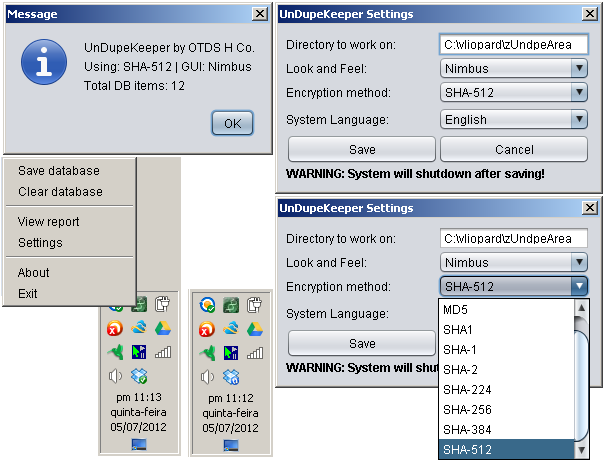 Message
UnDupeKeeper by OTDS H Co.
Using: SHA-512 | GUI: Nimbus
Total DB items: 12
OK
UnDupeKeeper Settings
Directory to work on: C:\vliopard\zUndpeArea
Look and Feel: Nimbus
Encryption method: SHA-512
System Language: English
Save Cancel
WARNING: System will shutdown after saving!
Save database
Clear database
View report
Settings
About
Exit
pm 11:13
quinta-feira
05/07/2012
pm 11:12
quinta-feira
05/07/2012
UnDupeKeeper Settings
Directory to work on: C:\vliopard\zUndpeArea
Look and Feel: Nimbus
Encryption method: SHA-512
System Language:
Save
WARNING: System will shut
MD5
SHA1
SHA-1
SHA-2
SHA-224
SHA-256
SHA-384
SHA-512